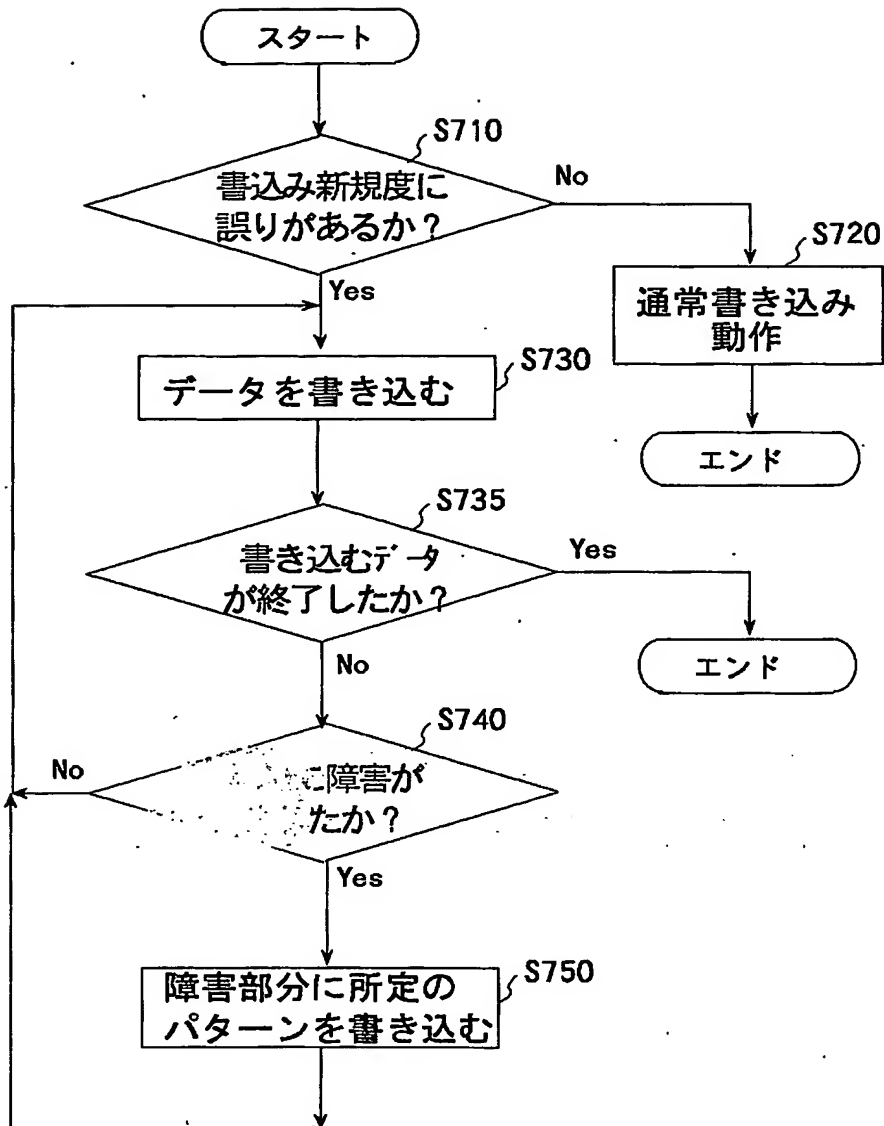 スタート
S710
書込み新規度に
誤りがあるか？
No
Yes
S720
通常書き込み
動作
エンド
S730
データを書き込む
S735
書き込むデータ
が終了したか？
Yes
エンド
No
S740
に障害が
たか？
No
Yes
S750
障害部分に所定の
パターンを書き込む